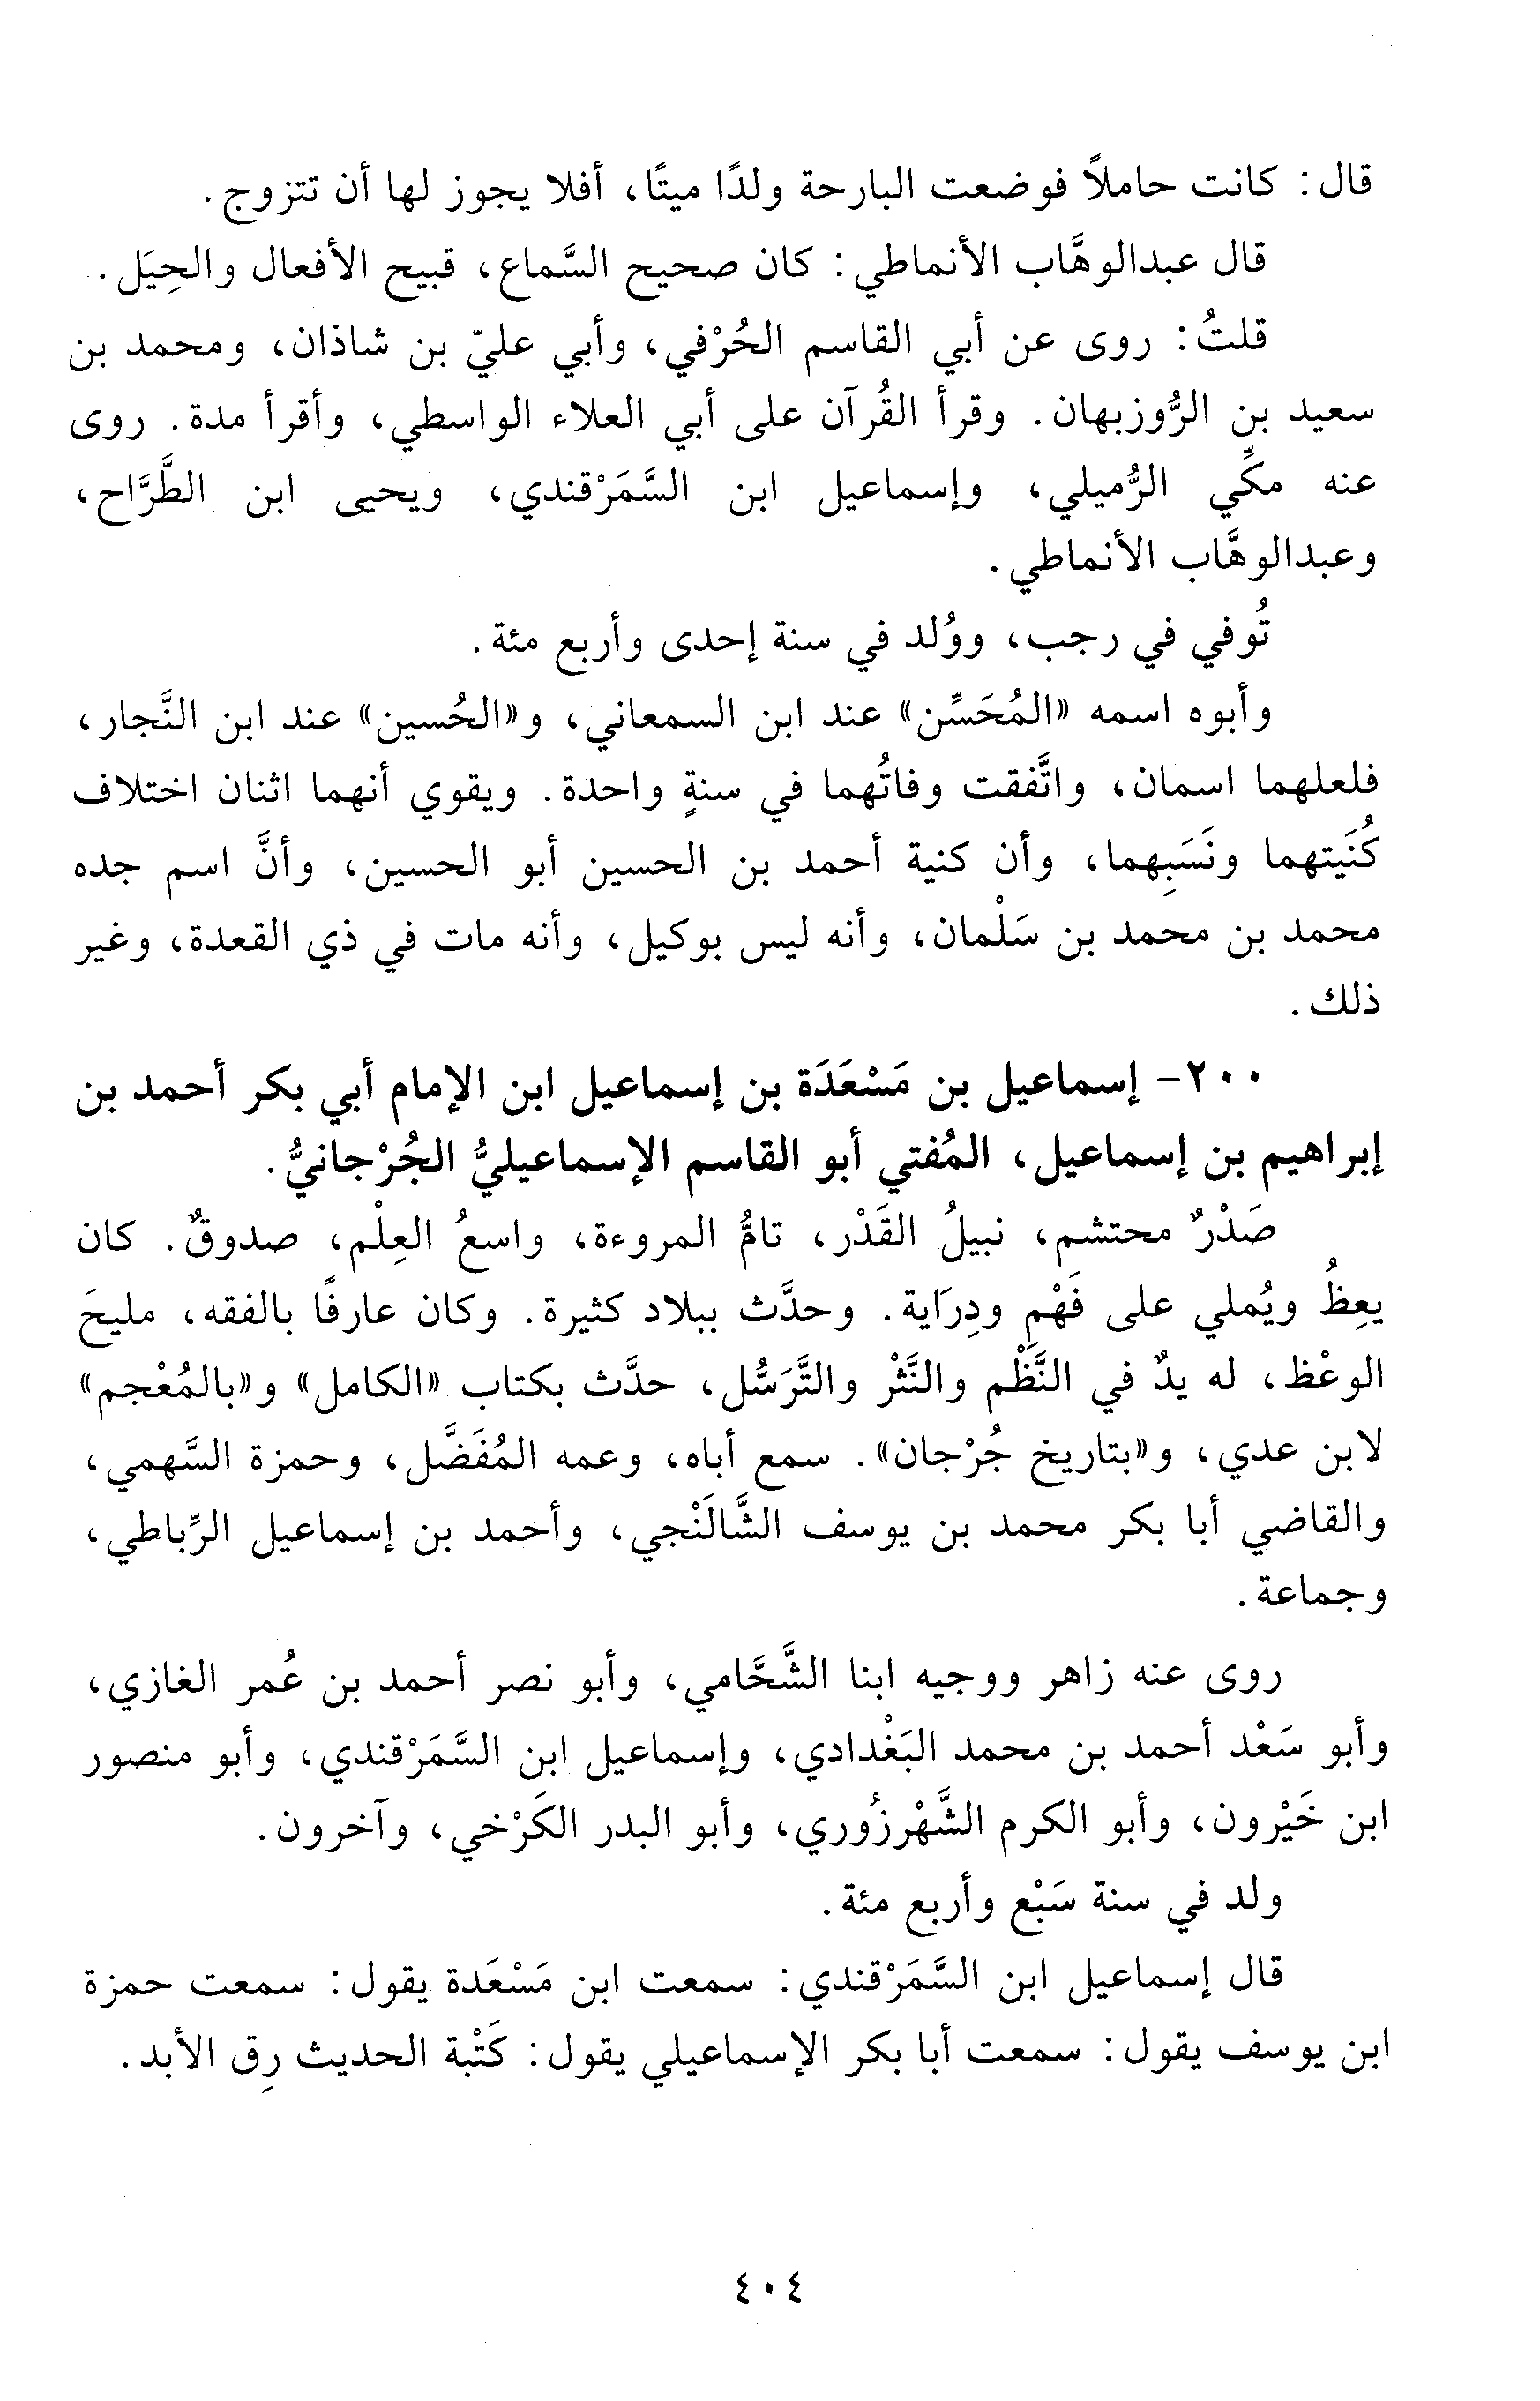 قال: كانت حاملاً فوضعت البارحة ولدًا ميتًا، أفلا يجوز لها أن تتزوج.
قال عبدالوهَّاب الأنماطي: كان صحيح السَّماع، قبيح الأفعال والحِيَل.
قلتُ: روى عن أبي القاسم الحُرْفي، وأبي عليّ بن شاذان، ومحمد بن
سعيد بن الرُّوزبهان. وقرأ القُرآن على أبي العلاء الواسطي، وأقرأ مدة. روى
عنه مكِّي الرُّميلي، وإسماعيل ابن السَّمَرْقندي، ويحيى ابن الطَّرَّاح،
وعبدالوهَّاب الأنماطي.
تُوفي في رجب، ووُلد في سنة إحدى وأربع مئة.
وأبوه اسمه «المُحَسِّن» عند ابن السمعاني، و«الحُسين» عند ابن النَّجار،
فلعلهما اسمان، واتَّفقت وفاتُهما في سنةٍ واحدة. ويقوي أنهما اثنان اختلاف
كُنَيتهما ونَسَبِهما، وأن كنية أحمد بن الحسين أبو الحسين، وأنَّ اسم جده
محمد بن محمد بن سَلْمان، وأنه ليس بوكيل، وأنه مات في ذي القعدة، وغير
ذلك.
٢٠٠- إسماعيل بن مَسْعَدَة بن إسماعيل ابن الإمام أبي بكر أحمد بن
إبراهيم بن إسماعيل، المُفتي أبو القاسم الإسماعيليُّ الجُرْجانيُّ.
صَدْرٌ محتشم، نبيلُ القَدْر، تامُّ المروءة، واسعُ العِلْم، صدوقٌ. كان
يعِظُ ويُملي على فَهْمٍ ودِرَاية. وحدَّث ببلاد كثيرة. وكان عارفًا بالفقه، مليحَ
الوعْظ، له يدٌ في النَّظْم والنَّثْر والتَّرَسُّل، حدَّث بكتاب «الكامل» و«بالمُعْجم»
لابن عدي، و«بتاريخ جُرْجان». سمع أباه، وعمه المُفَضَّل، وحمزة السَّهمي،
والقاضي أبا بكر محمد بن يوسف الشَّالَنْجي، وأحمد بن إسماعيل الرِّباطي،
وجماعة.
روى عنه زاهر ووجيه ابنا الشَّحَّامي، وأبو نصر أحمد بن عُمر الغازي،
وأبو سَعْد أحمد بن محمد البَغْدادي، وإسماعيل ابن السَّمَرْقندي، وأبو منصور
ابن خَيْرون، وأبو الكرم الشَّهْرزُوري، وأبو البدر الكَرْخي، وآخرون.
ولد في سنة سَبْع وأربع مئة.
قال إسماعيل ابن السَّمَرْقندي: سمعت ابن مَسْعَدة يقول: سمعت حمزة
ابن يوسف يقول: سمعت أبا بكر الإسماعيلي يقول: كَتْبة الحديث رِق الأبد.
٤٠٤